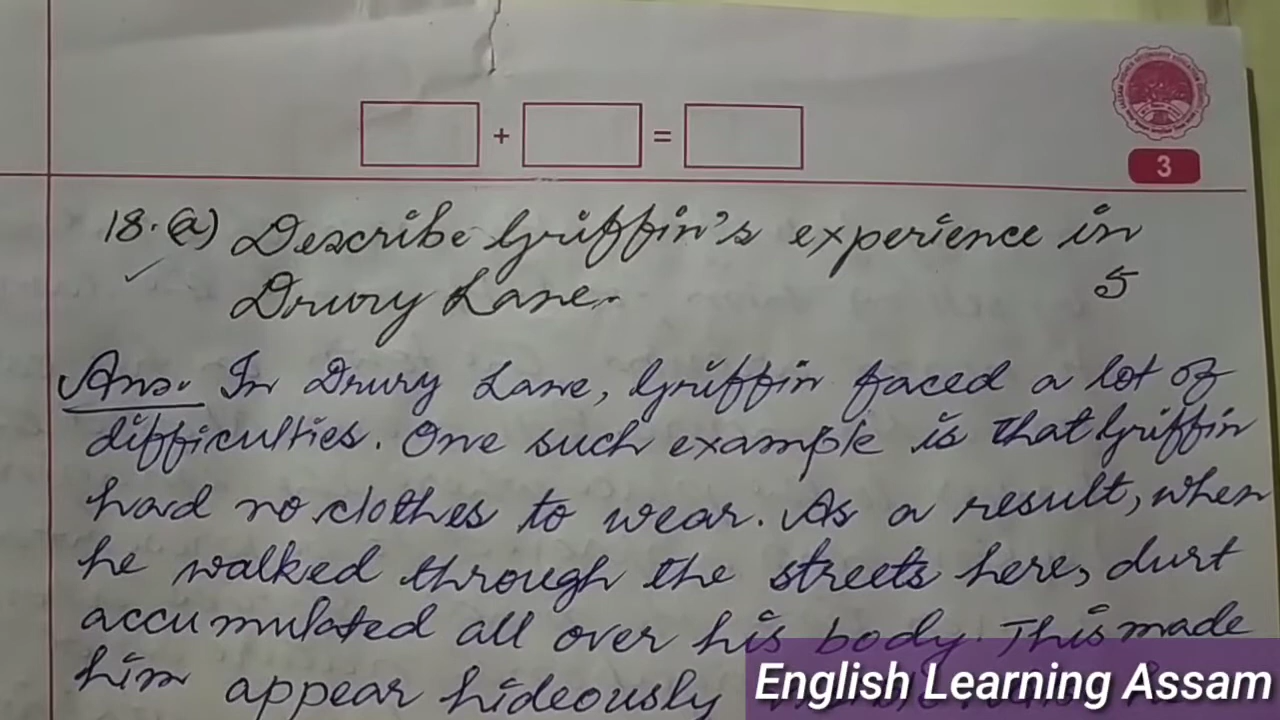 + =
3
18.(a) Describe Griffin's experience in
Drury Lane. 5
Ans. In Drury Lane, Griffin faced a lot of
difficulties. One such example is that Griffin
had no clothes to wear. As a result, when
he walked through the streets here, durt
accumulated all over his body. This made
him appear hideously
English Learning Assam